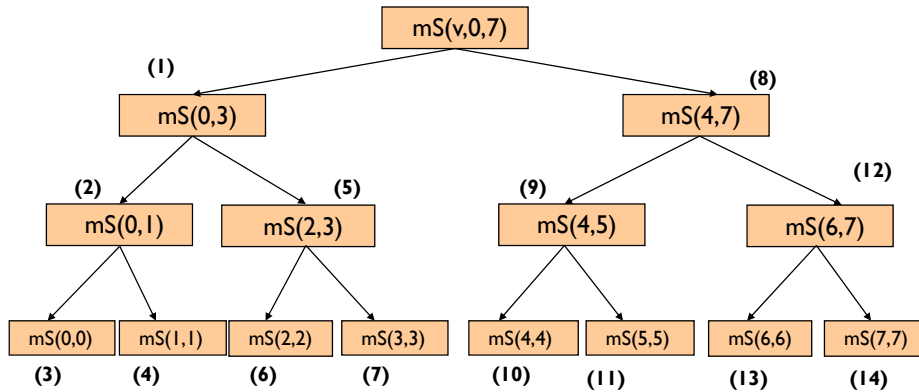 mS(v,0,7)
(1)
(8)
mS(0,3)
mS(4,7)
(2)
(5)
(9)
(12)
mS(0,1)
mS(2,3)
mS(4,5)
mS(6,7)
mS(0,0)
mS(1,1)
mS(2,2)
mS(3,3)
mS(4,4)
mS(5,5)
mS(6,6)
mS(7,7)
(3)
(4)
(6)
(7)
(10)
(11)
(13)
(14)